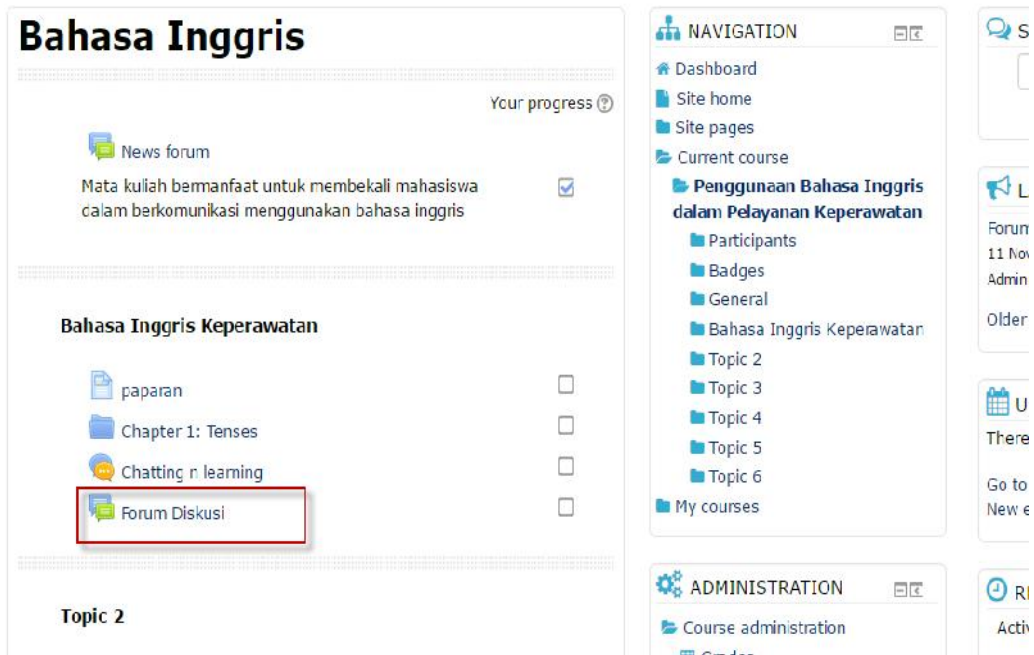 Bahasa Inggris
Your progress
News forum
Mata kuliah bermanfaat untuk membekali mahasiswa
dalam berkomunikasi menggunakan bahasa inggris
Bahasa Inggris Keperawatan
paparan
Chapter 1: Tenses
Chatting n learning
Forum Diskusi
Topic 2
NAVIGATION
Dashboard
Site home
Site pages
Current course
Penggunaan Bahasa Inggris
dalam Pelayanan Keperawatan
Participants
Badges
General
Bahasa Inggris Keperawatan
Topic 2
Topic 3
Topic 4
Topic 5
Topic 6
My courses
ADMINISTRATION
Course administration
Forum
11 Nov
Admin
Older
There
Go to
New